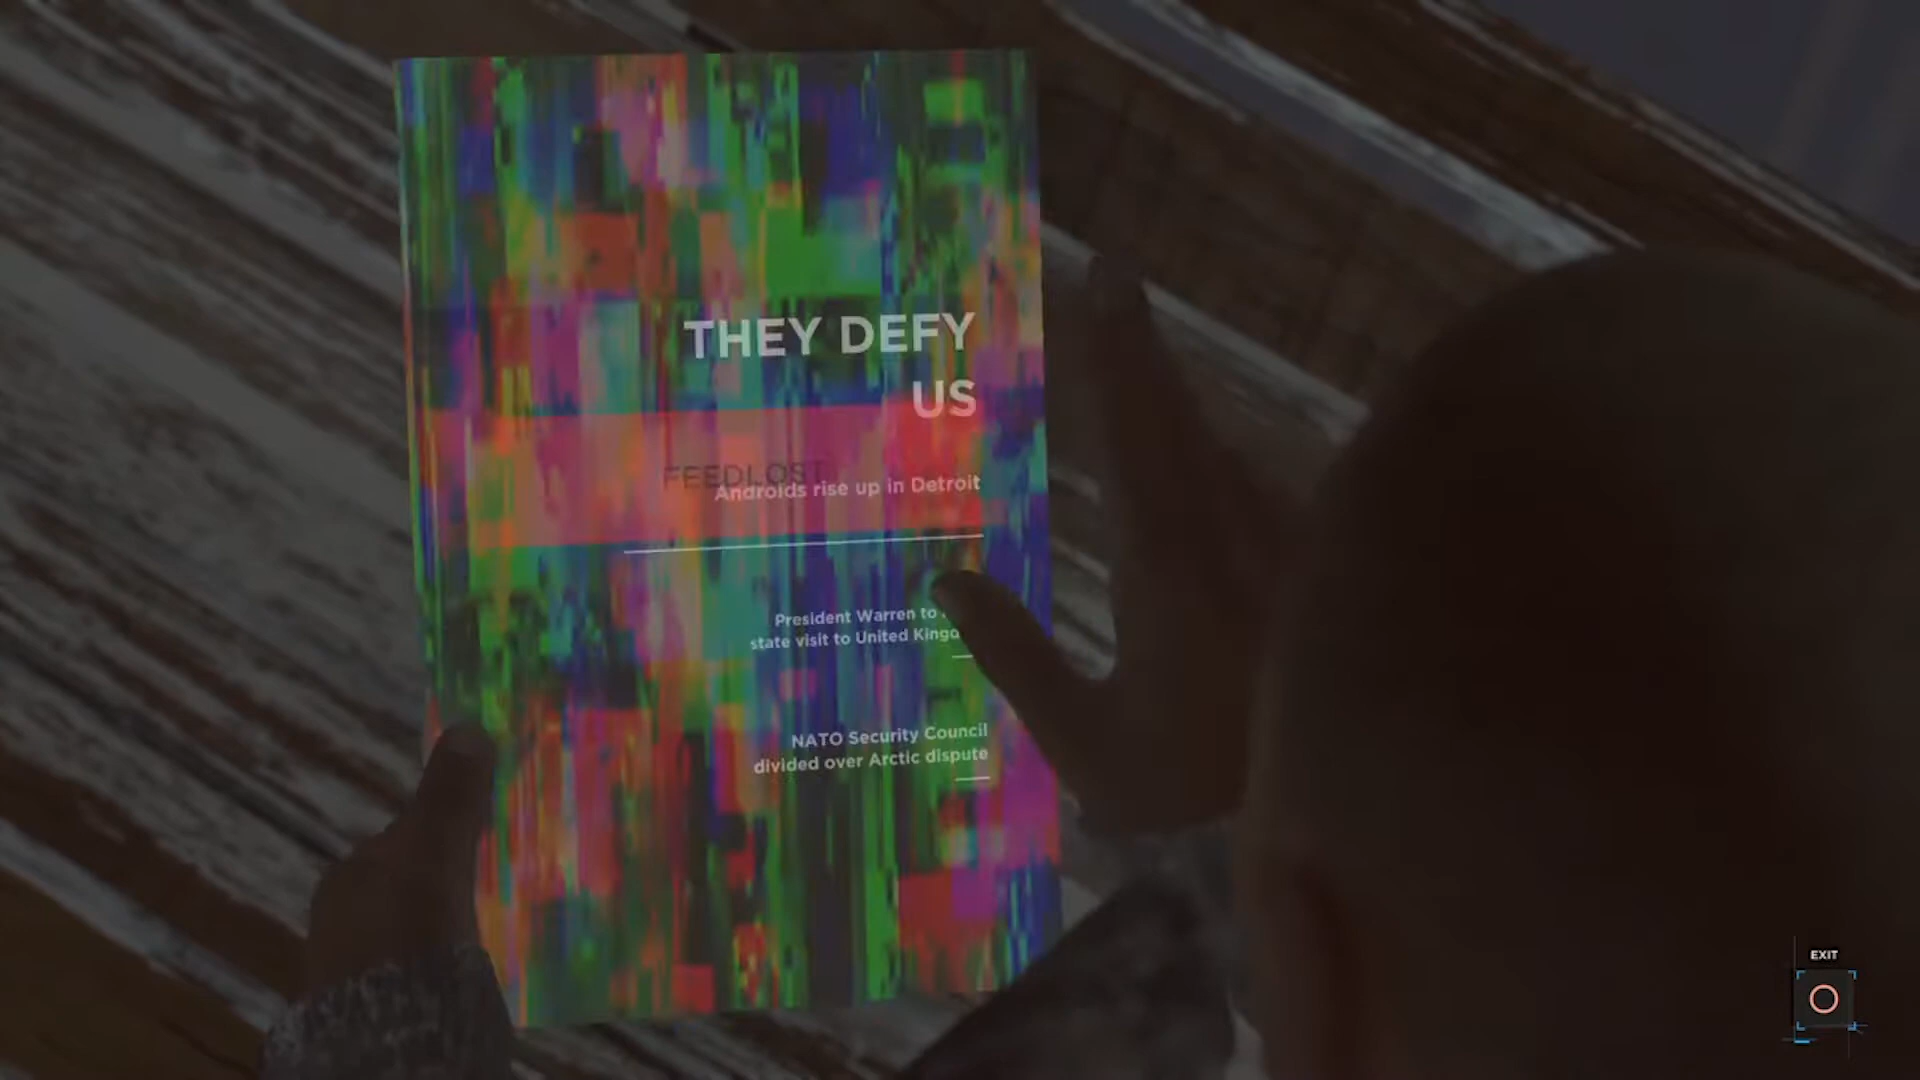 THEY DEFY
US
FEEDLOST
Androids rise up in Detroit
President Warren to
state visit to United
NATO Security Council
divided over Arctic dispute
EXIT